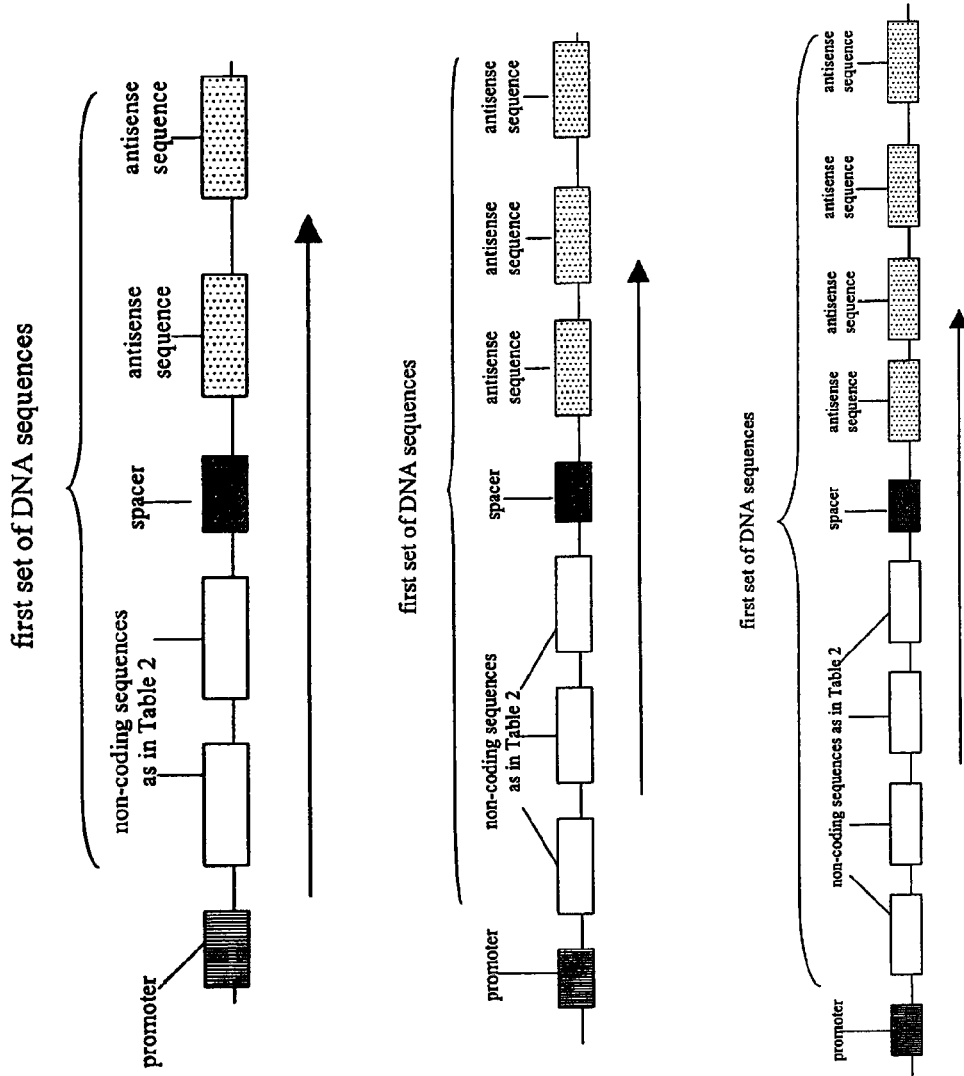 first set of DNA sequences
promoter
non-coding sequences
as in Table 2
spacer
antisense
sequence
antisense
sequence
first set of DNA sequences
promoter
non-coding sequences
as in Table 2
spacer
antisense
sequence
antisense
sequence
antisense
sequence
first set of DNA sequences
promoter
non-coding sequences as in Table 2
spacer
antisense
sequence
antisense
sequence
antisense
sequence
antisense
sequence